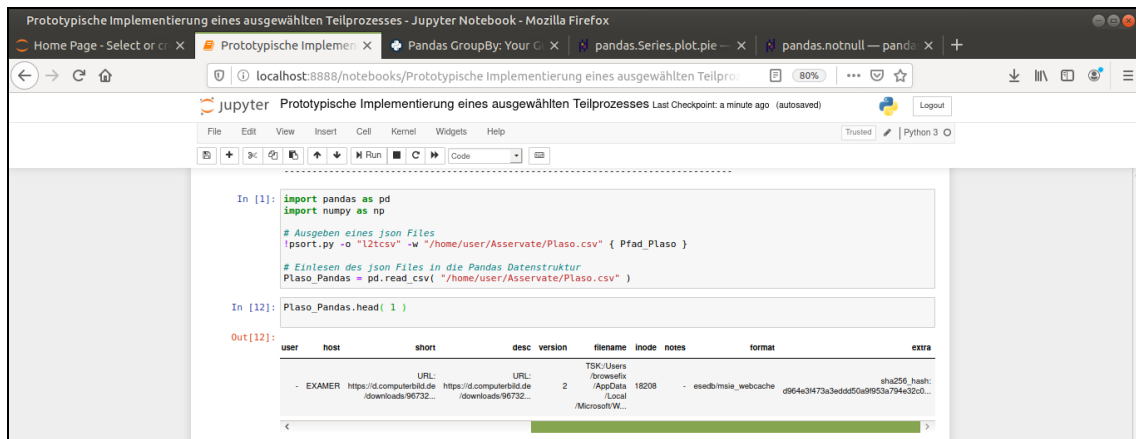 Prototypische Implementierung eines ausgewählten Teilprozesses - Jupyter Notebook - Mozilla Firefox
Home Page - Select or cr Prototypische Implemen Pandas GroupBy: Your G pandas.Series.plot.pie — pandas.notnull — panda
localhost:8888/notebooks/Prototypische Implementierung eines ausgewählten Teilproz 80%
jupyter Prototypische Implementierung eines ausgewählten Teilprozesses Last Checkpoint: a minute ago (autosaved) Logout
File Edit View Insert Cell Kernel Widgets Help Trusted Python 3
Run Code
In [1]: import pandas as pd
import numpy as np
# Ausgeben eines json Files
!psort.py -o "l2tcsv" -w "/home/user/Asservate/Plaso.csv" { Pfad_Plaso }
# Einlesen des json Files in die Pandas Datenstruktur
Plaso_Pandas = pd.read_csv( "/home/user/Asservate/Plaso.csv" )
In [12]: Plaso_Pandas.head( 1 )
Out[12]:
user host short desc version filename inode notes format extra
TSK:/Users
URL: URL: /browsefix sha256_hash:
- EXAMER https://d.computerbild.de https://d.computerbild.de 2 /AppData 18208 - esedb/msie_webcache d964e3f473a3eddd50a9f953a794e32c0...
/downloads/96732... /downloads/96732... /Local
/Microsoft/W...